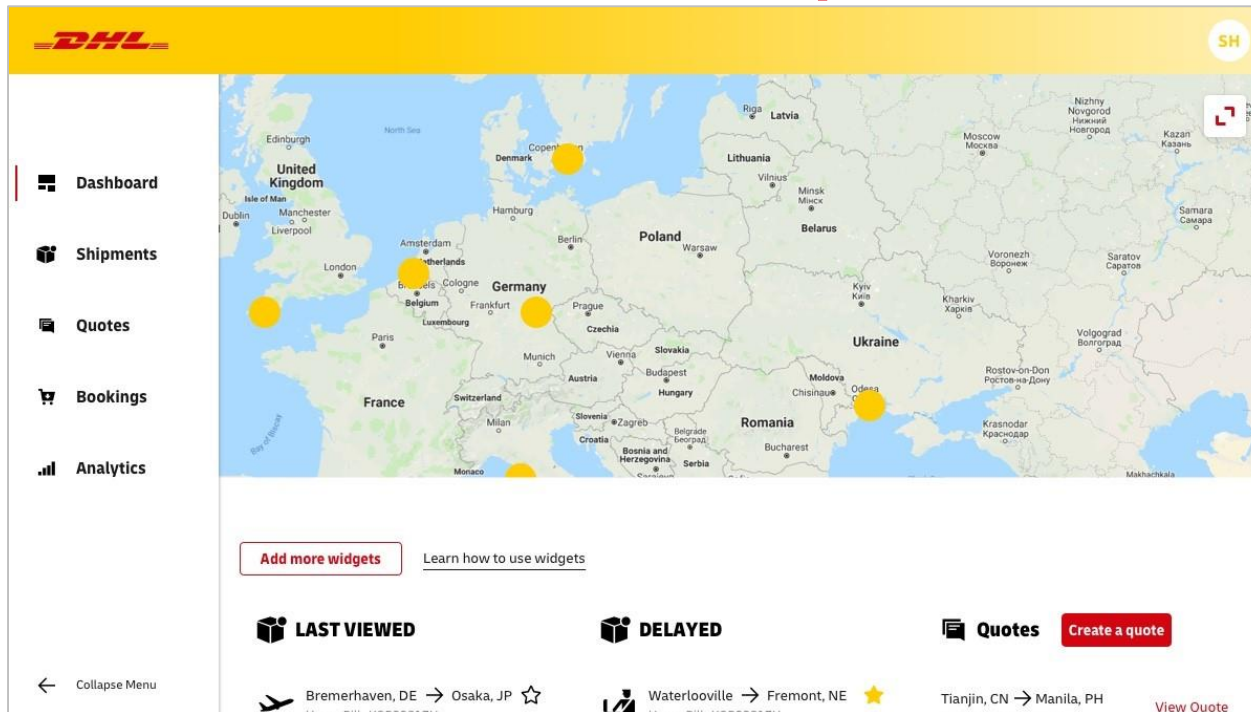 DHL
SH
Dashboard
Shipments
Quotes
Bookings
Analytics
Collapse Menu
Edinburgh
North Sea
Denmark
Riga
Latvia
Lithuania
Vilnius
Moscow
Москва
Nizhny
Novgorod
Нижний
Новгород
Kazan
Казань
United
Kingdom
Isle of Man
Dublin
Manchester
Liverpool
Hamburg
Minsk
Минск
Belarus
Samara
Самара
Amsterdam
Berlin
Poland
Warsaw
London
Cologne
Germany
Voronezh
Воронеж
Saratov
Саратов
Belgium
Frankfurt
Prague
Kyiv
Київ
Kharkiv
Харків
Luxembourg
Czechia
Paris
Ukraine
Volgograd
Волгоград
Munich
Vienna
Slovakia
Austria
Budapest
Hungary
Moldova
Chisinau
Odesa
Rostov-on-Don
Ростов-на-Дону
France
Switzerland
Milan
Slovenia
Zagreb
Croatia
Belgrade
Београд
Romania
Bucharest
Krasnodar
Краснодар
Bay of Biscay
Monaco
Bosnia and
Herzegovina
Serbia
Makhachkala
Add more widgets
Learn how to use widgets
LAST VIEWED
DELAYED
Quotes
Create a quote
Bremerhaven, DE → Osaka, JP
Waterlooville → Fremont, NE
Tianjin, CN → Manila, PH
View Quote